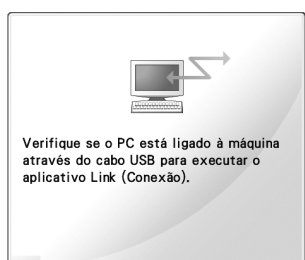 Verifique se o PC está ligado à máquina
através do cabo USB para executar o
aplicativo Link (Conexão).